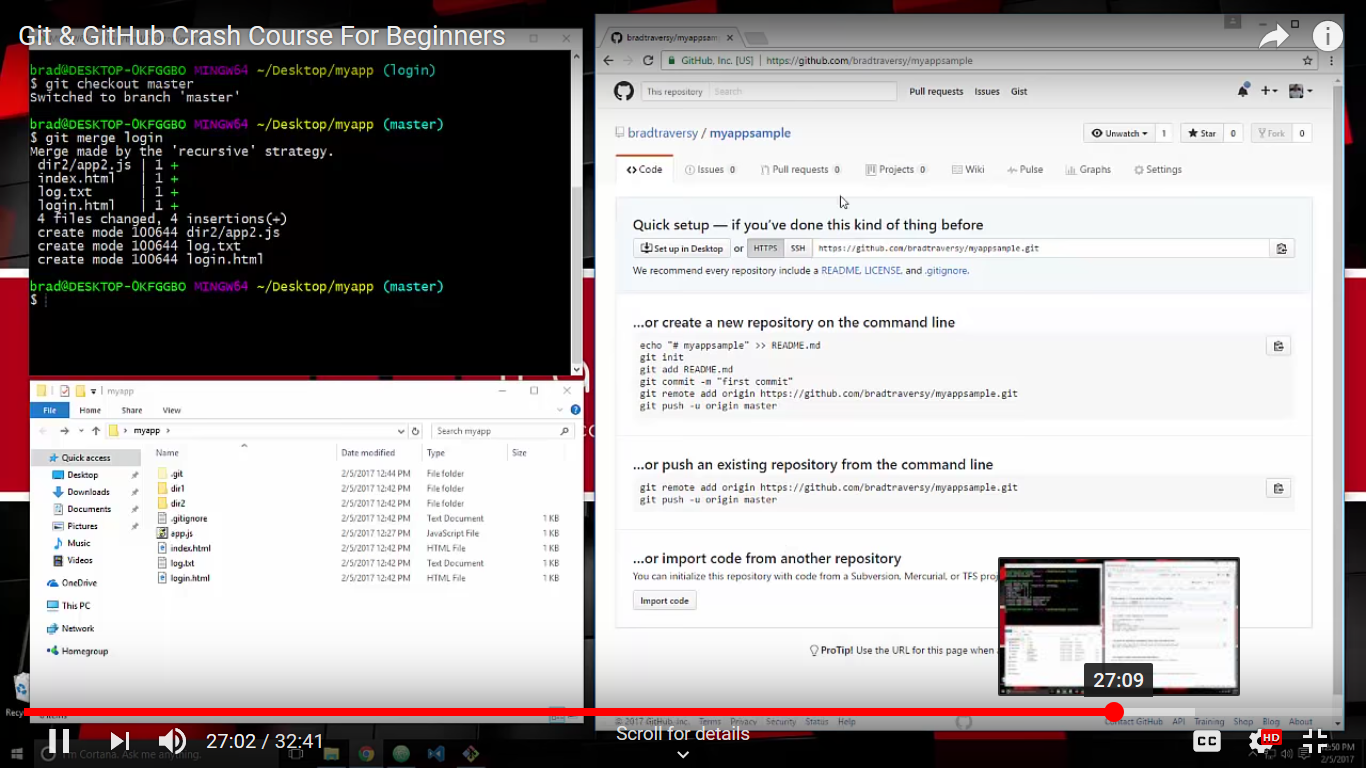 Git & GitHub Crash Course For Beginners
brad@DESKTOP-0KFGGBO MINGW64 ~/Desktop/myapp (login)
$ git checkout master
Switched to branch 'master'
brad@DESKTOP-0KFGGBO MINGW64 ~/Desktop/myapp (master)
$ git merge login
Merge made by the 'recursive' strategy.
dir2/app2.js | 1 +
index.html | 1 +
log.txt | 1 +
login.html | 1 +
4 files changed, 4 insertions(+)
create mode 100644 dir2/app2.js
create mode 100644 log.txt
create mode 100644 login.html
brad@DESKTOP-0KFGGBO MINGW64 ~/Desktop/myapp (master)
$
myapp
File Home Share View
myapp
Search myapp
Name Date modified Type Size
Quick access
Desktop
Downloads
Documents
Pictures
Music
Videos
OneDrive
This PC
Network
Homegroup
.git 2/5/2017 12:44 PM File folder
dir1 2/5/2017 12:42 PM File folder
dir2 2/5/2017 12:42 PM File folder
.gitignore 2/5/2017 12:42 PM Text Document 1 KB
app.js 2/5/2017 12:27 PM JavaScript File 1 KB
index.html 2/5/2017 12:42 PM HTML File 1 KB
log.txt 2/5/2017 12:42 PM Text Document 1 KB
login.html 2/5/2017 12:42 PM HTML File 1 KB
bradtraversy/myappsam
GitHub, Inc. [US] https://github.com/bradtraversy/myappsample
This repository Search Pull requests Issues Gist
bradtraversy / myappsample
Unwatch 1 Star 0 Fork 0
Code Issues 0 Pull requests 0 Projects 0 Wiki Pulse Graphs Settings
Quick setup — if you've done this kind of thing before
Set up in Desktop or HTTPS SSH https://github.com/bradtraversy/myappsample.git
We recommend every repository include a README, LICENSE, and .gitignore.
...or create a new repository on the command line
echo "# myappsample" >> README.md
git init
git add README.md
git commit -m "first commit"
git remote add origin https://github.com/bradtraversy/myappsample.git
git push -u origin master
...or push an existing repository from the command line
git remote add origin https://github.com/bradtraversy/myappsample.git
git push -u origin master
...or import code from another repository
You can initialize this repository with code from a Subversion, Mercurial, or TFS proj
Import code
ProTip! Use the URL for this page when
27:09
© 2017 GitHub, Inc. Terms Privacy Security Status Help
Contact GitHub API Training Shop Blog About
27:02 / 32:41
Scroll for details
CC
HD
I'm Cortana. Ask me anything.
2/5/2017